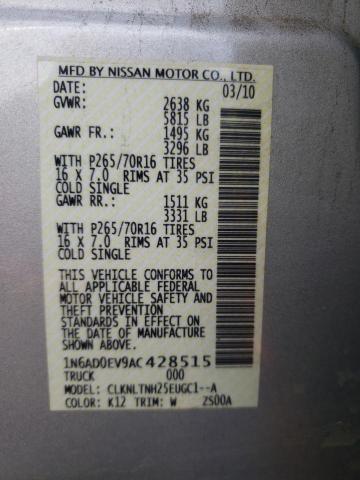 MFD BY NISSAN MOTOR CO., LTD.
DATE: 03/10
GVWR: 2638 KG
5815 LB
GAWR FR.: 1495 KG
3296 LB
WITH P265/70R16 TIRES
16 X 7.0 RIMS AT 35 PSI
COLD SINGLE
GAWR RR.: 1511 KG
3331 LB
WITH P265/70R16 TIRES
16 X 7.0 RIMS AT 35 PSI
COLD SINGLE
THIS VEHICLE CONFORMS TO
ALL APPLICABLE FEDERAL
MOTOR VEHICLE SAFETY AND
THEFT PREVENTION
STANDARDS IN EFFECT ON
THE DATE OF MANUFACTURE
SHOWN ABOVE.
1N6AD0EV9AC428515
TRUCK 000
MODEL: CLKNLTNH25EUGC1--A
COLOR: K12 TRIM: W ZS00A